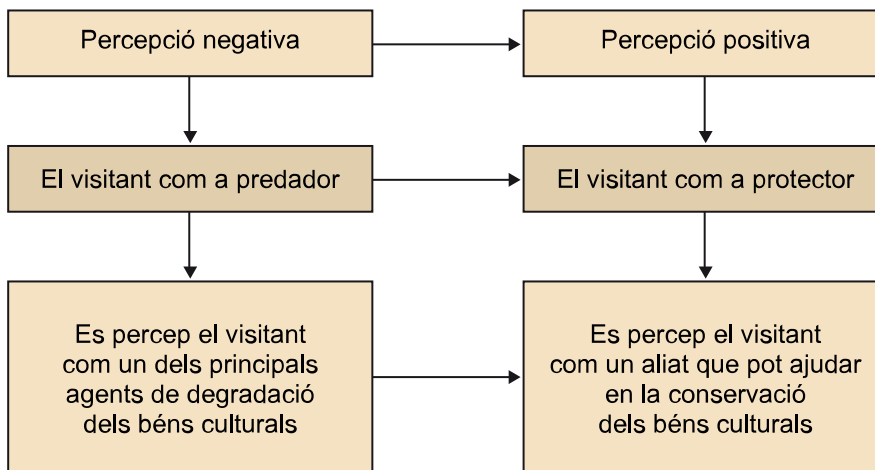 Percepció negativa
Percepció positiva
El visitant com a predador
El visitant com a protector
Es percep el visitant
com un dels principals
agents de degradació
dels béns culturals
Es percep el visitant
com un aliat que pot ajudar
en la conservació
dels béns culturals